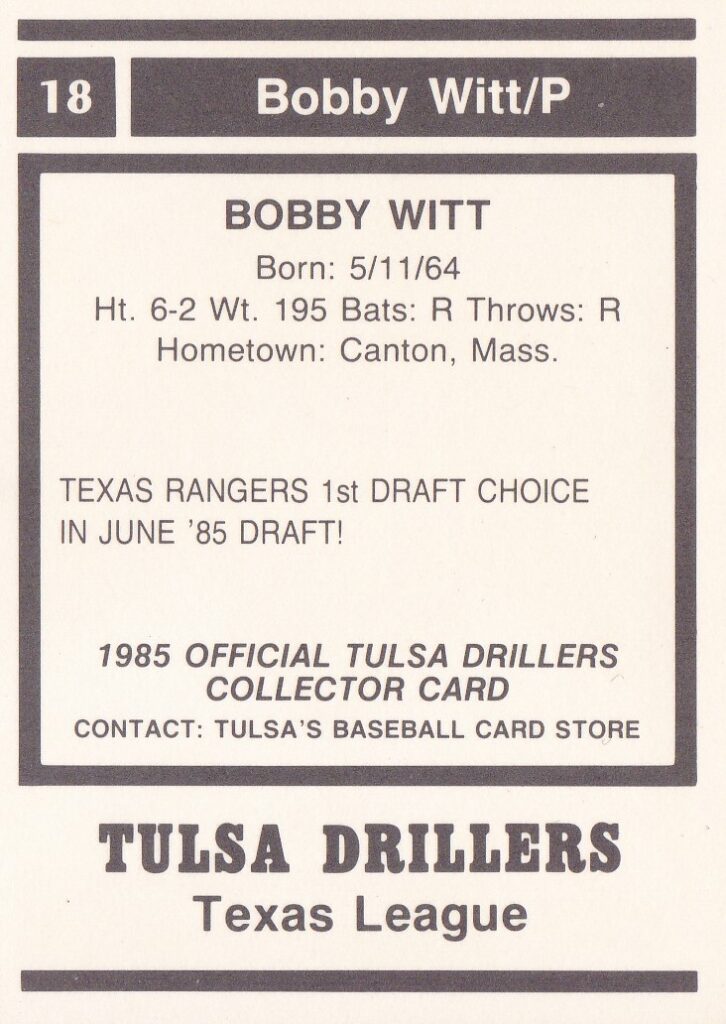 18
Bobby Witt/P
BOBBY WITT
Born: 5/11/64
Ht. 6-2 Wt. 195 Bats: R Throws: R
Hometown: Canton, Mass.
TEXAS RANGERS 1st DRAFT CHOICE
IN JUNE '85 DRAFT!
1985 OFFICIAL TULSA DRILLERS
COLLECTOR CARD
CONTACT: TULSA'S BASEBALL CARD STORE
TULSA DRILLERS
Texas League